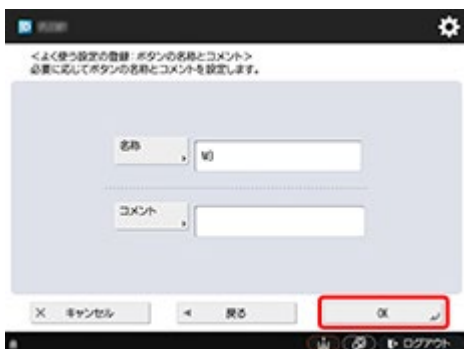 ＜よく使う設定の登録：ボタンの名称とコメント＞
必要に応じてボタンの名称とコメントを設定します。
名称
M3
コメント
キャンセル
戻る
OK
ログアウト